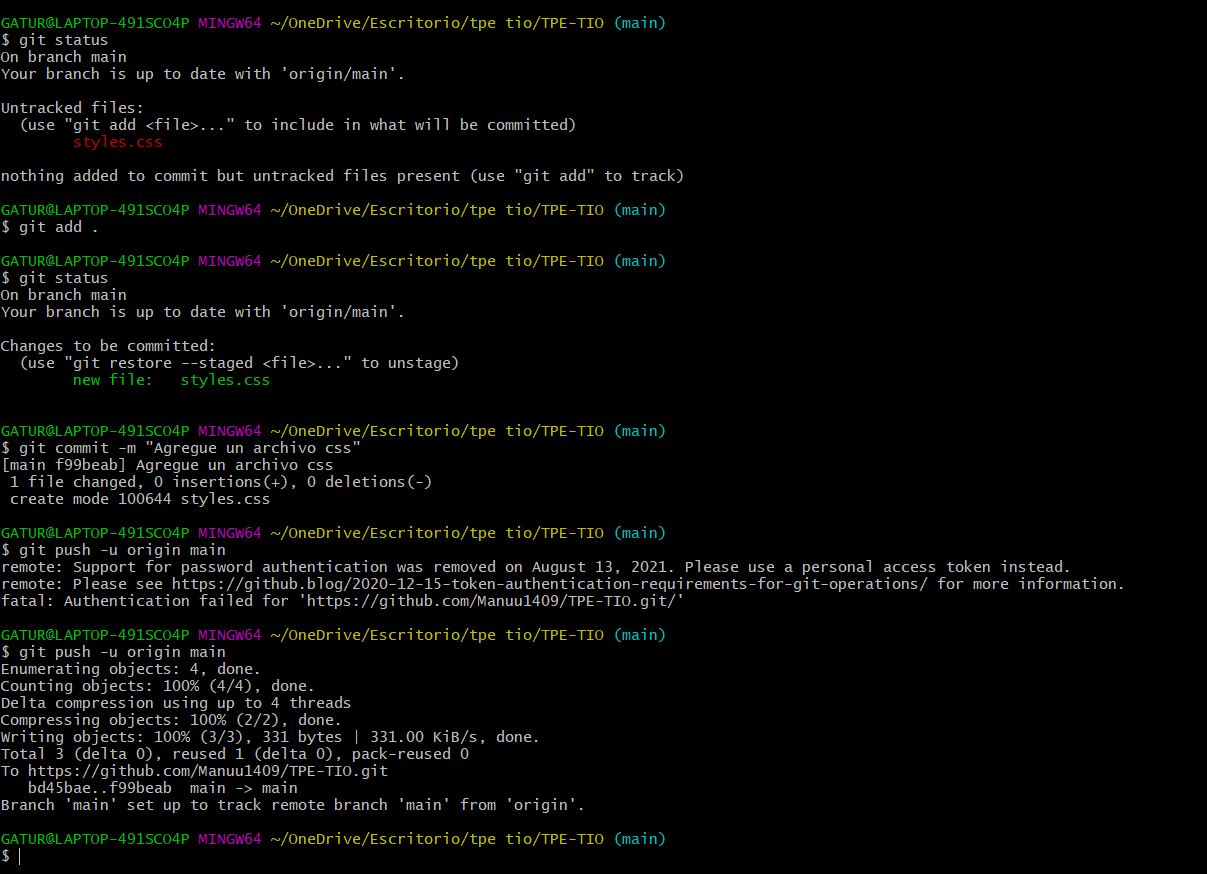 GATUR@LAPTOP-491SCO4P MINGW64 ~/OneDrive/Escritorio/tpe tio/TPE-TIO (main)
$ git status
On branch main
Your branch is up to date with 'origin/main'.
Untracked files:
  (use "git add <file>..." to include in what will be committed)
        styles.css
nothing added to commit but untracked files present (use "git add" to track)
GATUR@LAPTOP-491SCO4P MINGW64 ~/OneDrive/Escritorio/tpe tio/TPE-TIO (main)
$ git add .
GATUR@LAPTOP-491SCO4P MINGW64 ~/OneDrive/Escritorio/tpe tio/TPE-TIO (main)
$ git status
On branch main
Your branch is up to date with 'origin/main'.
Changes to be committed:
  (use "git restore --staged <file>..." to unstage)
        new file:   styles.css
GATUR@LAPTOP-491SCO4P MINGW64 ~/OneDrive/Escritorio/tpe tio/TPE-TIO (main)
$ git commit -m "Agregue un archivo css"
[main f99beab] Agregue un archivo css
 1 file changed, 0 insertions(+), 0 deletions(-)
 create mode 100644 styles.css
GATUR@LAPTOP-491SCO4P MINGW64 ~/OneDrive/Escritorio/tpe tio/TPE-TIO (main)
$ git push -u origin main
remote: Support for password authentication was removed on August 13, 2021. Please use a personal access token instead.
remote: Please see https://github.blog/2020-12-15-token-authentication-requirements-for-git-operations/ for more information.
fatal: Authentication failed for 'https://github.com/Manuu1409/TPE-TIO.git/'
GATUR@LAPTOP-491SCO4P MINGW64 ~/OneDrive/Escritorio/tpe tio/TPE-TIO (main)
$ git push -u origin main
Enumerating objects: 4, done.
Counting objects: 100% (4/4), done.
Delta compression using up to 4 threads
Compressing objects: 100% (2/2), done.
Writing objects: 100% (3/3), 331 bytes | 331.00 KiB/s, done.
Total 3 (delta 0), reused 1 (delta 0), pack-reused 0
To https://github.com/Manuu1409/TPE-TIO.git
   bd45bae..f99beab  main -> main
Branch 'main' set up to track remote branch 'main' from 'origin'.
GATUR@LAPTOP-491SCO4P MINGW64 ~/OneDrive/Escritorio/tpe tio/TPE-TIO (main)
$